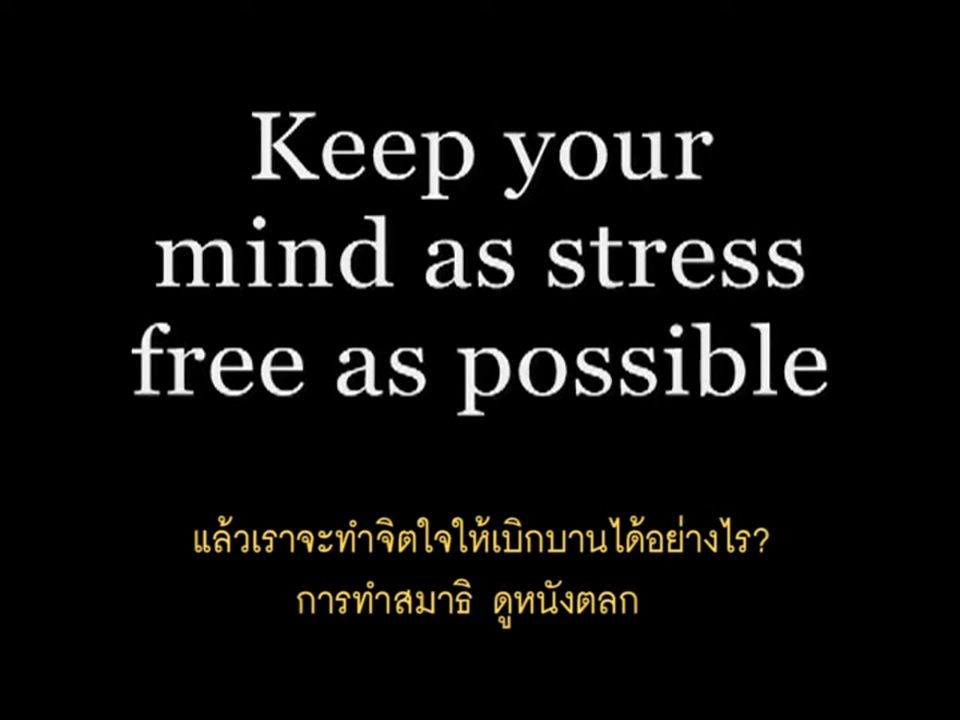 Keep your
mind as stress
free as possible
แล้วเราจะทำจิตใจให้เบิกบานได้อย่างไร?
การทำสมาธิ ดูหนังตลก